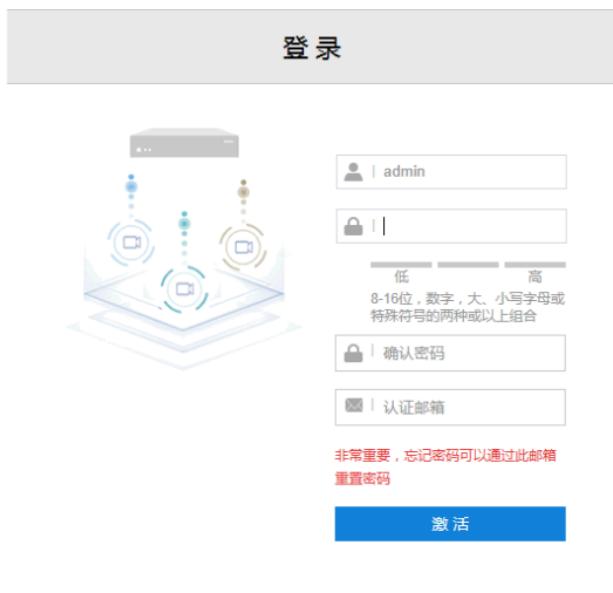 登录
admin
低 高
8-16位，数字，大、小写字母或
特殊符号的两种或以上组合
确认密码
认证邮箱
非常重要，忘记密码可以通过此邮箱
重置密码
激活